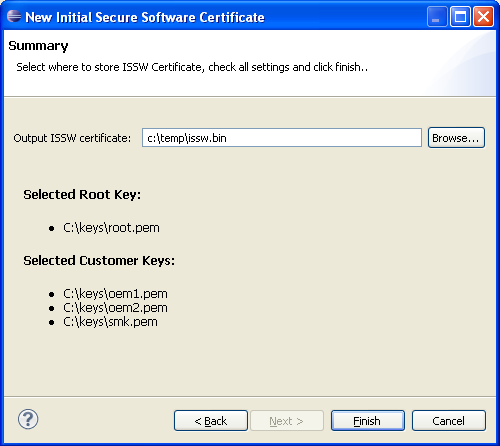 New Initial Secure Software Certificate
Summary
Select where to store ISSW Certificate, check all settings and click finish..
Output ISSW certificate: c:\temp\issw.bin Browse...
Selected Root Key:
• C:\keys\root.pem
Selected Customer Keys:
• C:\keys\oem1.pem
• C:\keys\oem2.pem
• C:\keys\smk.pem
? < Back Next > Finish Cancel